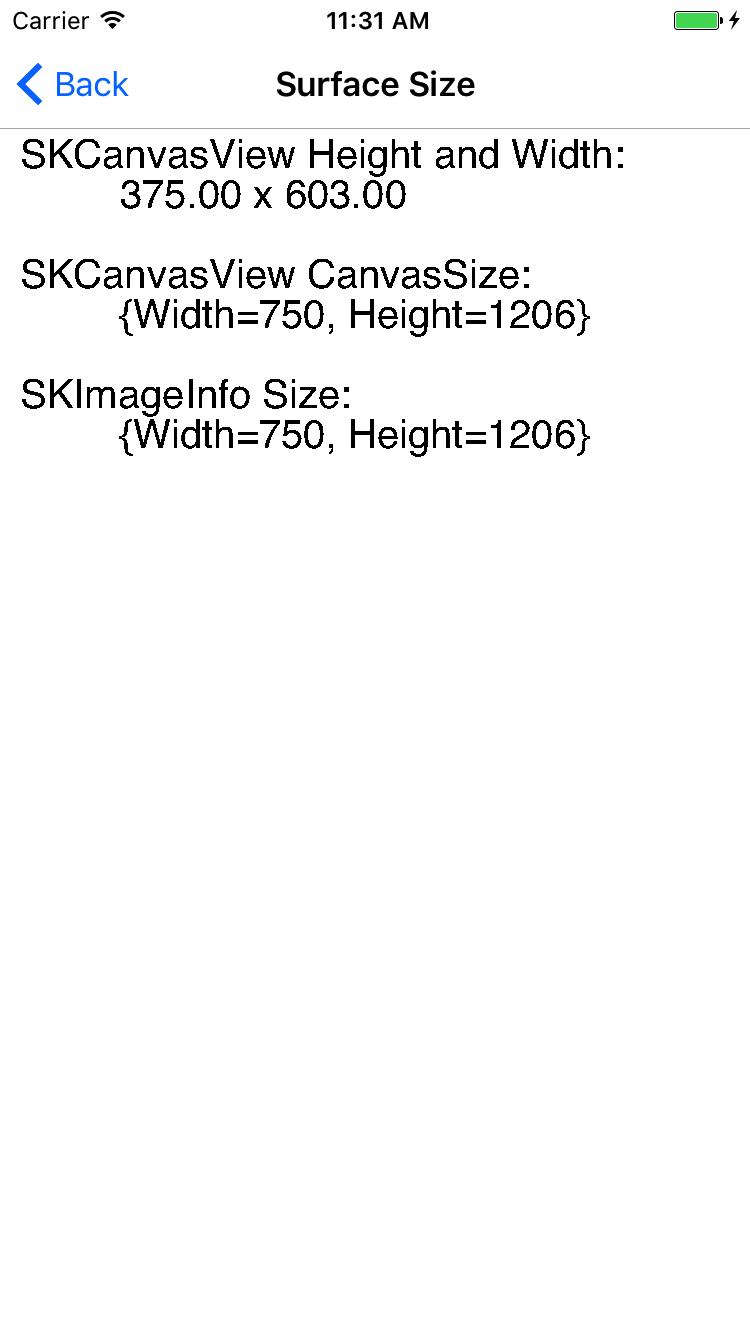 Carrier 11:31 AM
Back Surface Size
SKCanvasView Height and Width:
375.00 x 603.00
SKCanvasView CanvasSize:
{Width=750, Height=1206}
SKImageInfo Size:
{Width=750, Height=1206}